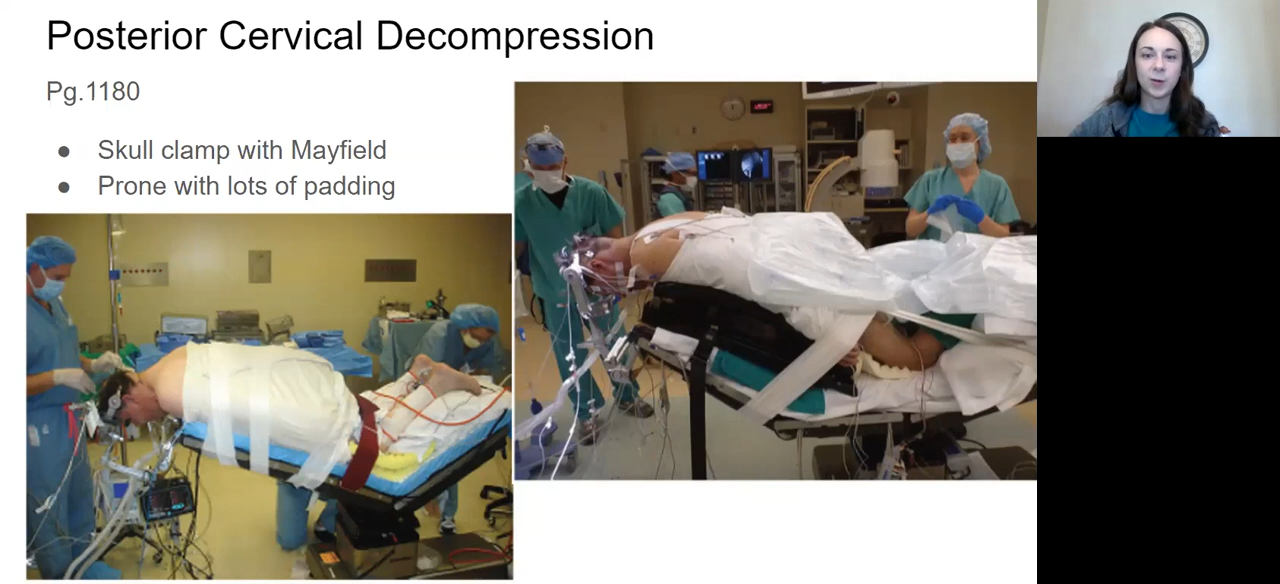 Posterior Cervical Decompression
Pg.1180
● Skull clamp with Mayfield
● Prone with lots of padding